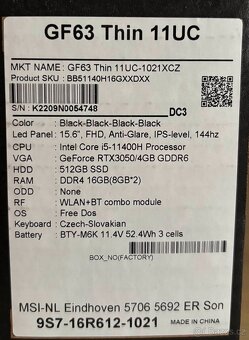 GF63 Thin 11UC
MKT NAME : GF63 Thin 11UC-1021XCZ
Product SKU : BB51140H16GXXDXX
S/N: K2209N0054748
DC3
Color : Black-Black-Black-Black
Led Panel : 15.6", FHD, Anti-Glare, IPS-level, 144hz
CPU : Intel Core i5-11400H Processor
VGA : GeForce RTX3050/4GB GDDR6
HDD : 512GB SSD
RAM : DDR4 16GB(8GB*2)
ODD : None
RF : WLAN+BT combo module
OS : Free Dos
Keyboard : Czech-Slovakian
Battery : BTY-M6K 11.4V 52.4Wh 3 cells
BOX_NO(FACTORY)
MSI-NL Eindhoven 5706 5692 ER Son
9S7-16R612-1021
MADE IN CHINA